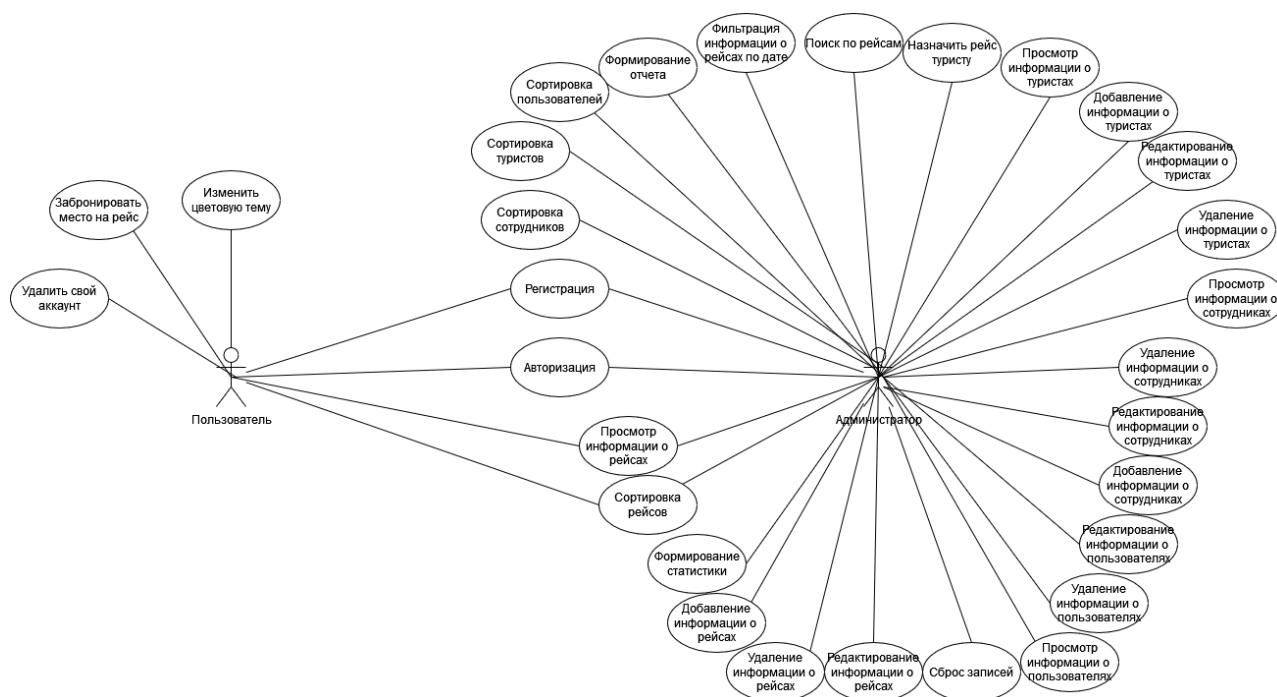 Фильтрация
информации о
рейсах по дате
Поиск по рейсам
Назначить рейс
туристу
Просмотр
информации о
туристах
Формирование
отчета
Сортировка
пользователей
Добавление
информации о
туристах
Сортировка
туристов
Редактирование
информации о
туристах
Забронировать
место на рейс
Изменить
цветовую тему
Сортировка
сотрудников
Удаление
информации о
туристах
Удалить свой
аккаунт
Регистрация
Просмотр
информации о
сотрудниках
Авторизация
Удаление
информации о
сотрудниках
Пользователь
Администратор
Редактирование
информации о
сотрудниках
Просмотр
информации о
рейсах
Сортировка
рейсов
Добавление
информации о
сотрудниках
Редактирование
информации о
пользователях
Формирование
статистики
Удаление
информации о
пользователях
Добавление
информации о
рейсах
Удаление
информации о
рейсах
Редактирование
информации о
рейсах
Сброс записей
Просмотр
информации о
пользователях